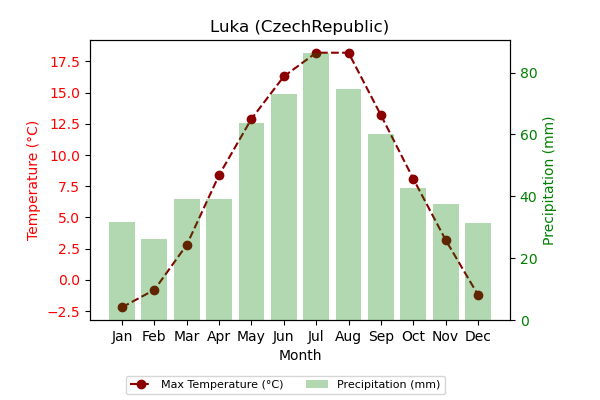 Luka (CzechRepublic)
Temperature (°C)
17.5
15.0
12.5
10.0
7.5
5.0
2.5
0.0
−2.5
80
60
40
20
0
Precipitation (mm)
Jan Feb Mar Apr May Jun Jul Aug Sep Oct Nov Dec
Month
Max Temperature (°C) Precipitation (mm)